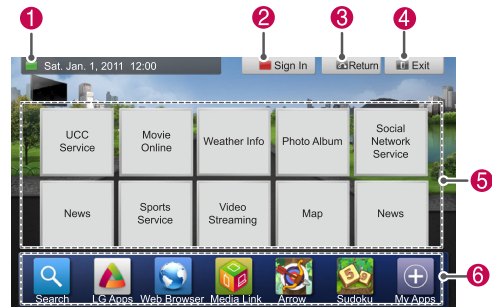 1 2 3 4
Sat. Jan. 1, 2011 12:00 Sign In Return Exit
UCC Service
Movie Online
Weather Info
Photo Album
Social Network Service
5
News
Sports Service
Video Streaming
Map
News
6
Search LG Apps Web Browser Media Link Arrow Sudoku My Apps